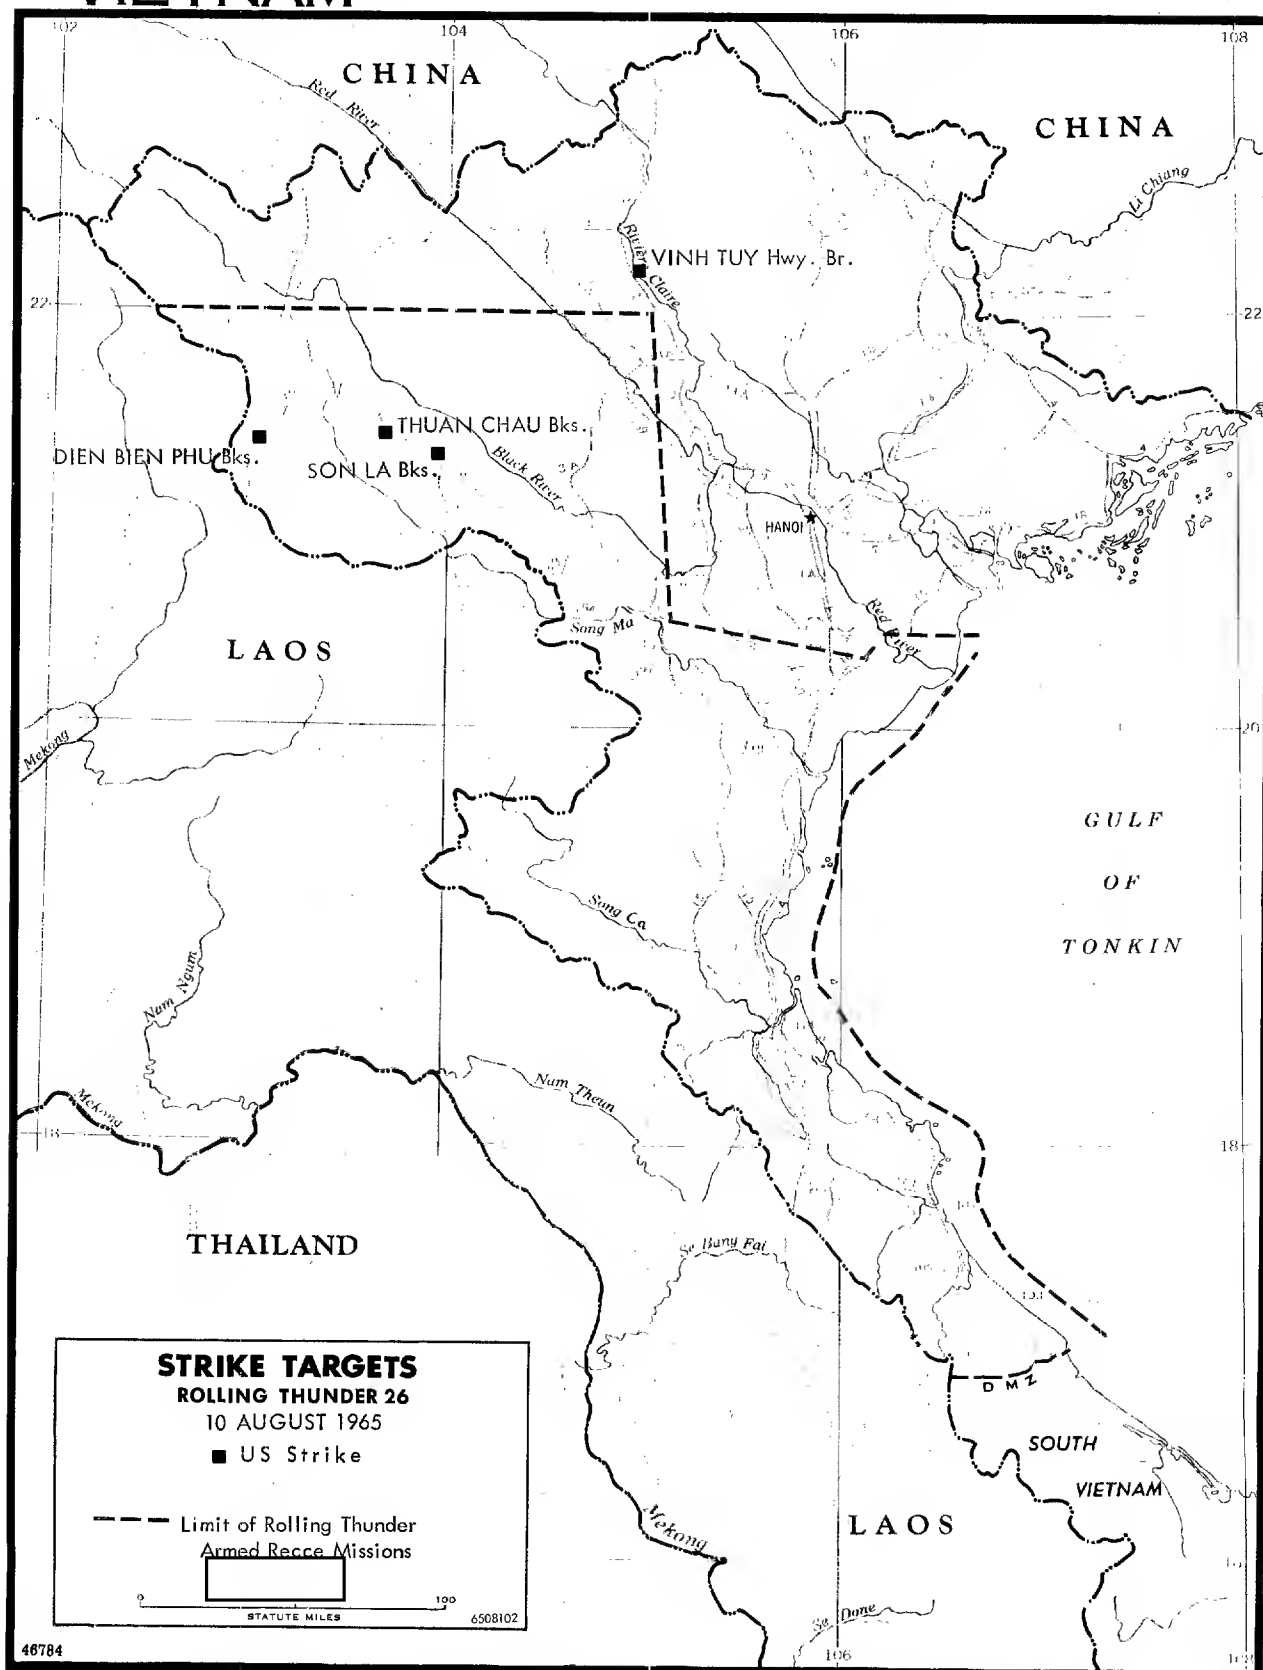 VIETNAM
102
104
106
108
CHINA
Red River
CHINA
Li Chiang
Rivière Claire
VINH TUY Hwy. Br.
22
22
THUAN CHAU Bks.
DIEN BIEN PHU Bks.
SON LA Bks.
Black River
HANOI
1A
Red River
Song Ma
LAOS
Mekong
20
GULF
OF
TONKIN
Song Ca
Nam Ngum
Nam Theun
Mekong
18
18
THAILAND
Se Bang Fai
101
DMZ
SOUTH
VIETNAM
LAOS
Mekong
Se Done
106
STRIKE TARGETS
ROLLING THUNDER 26
10 AUGUST 1965
US Strike
Limit of Rolling Thunder
Armed Recce Missions
0
100
STATUTE MILES
6508102
46784